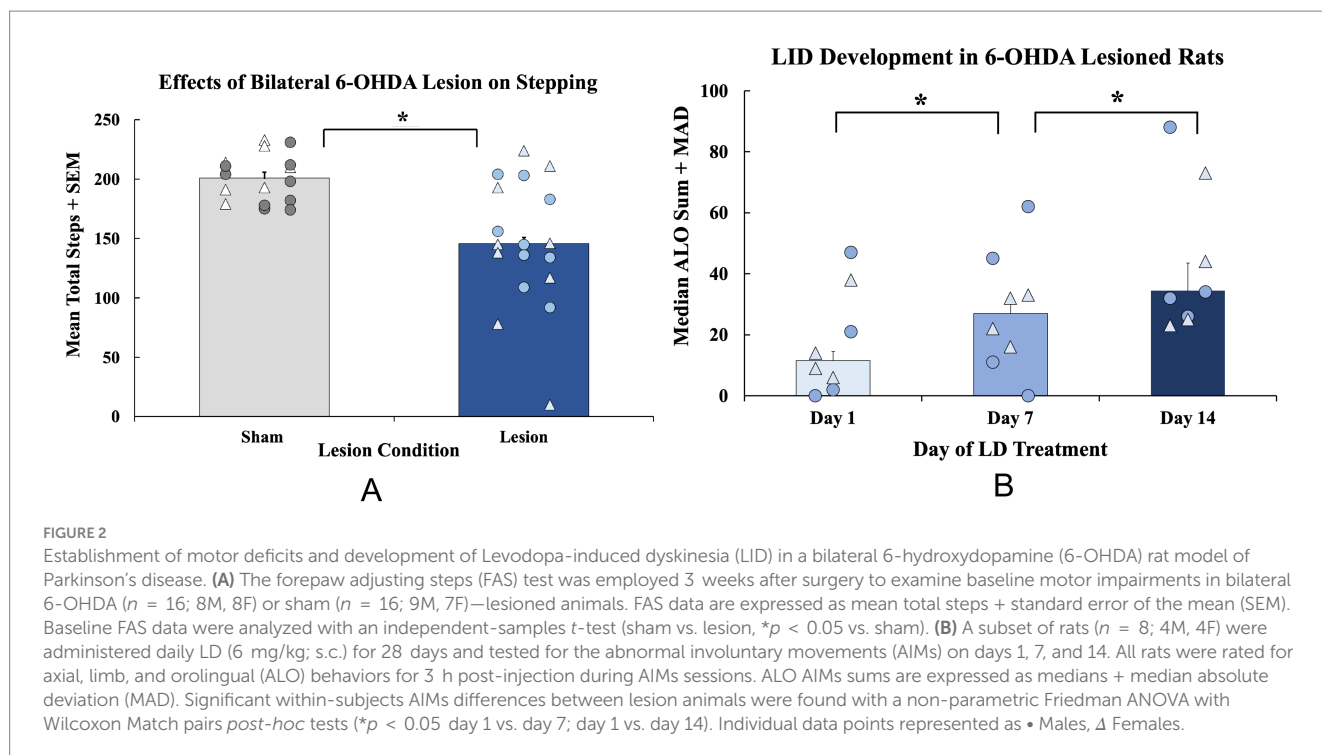 Effects of Bilateral 6-OHDA Lesion on Stepping
*
250
200
150
100
50
0
Mean Total Steps + SEM
Sham
Lesion
Lesion Condition
A
LID Development in 6-OHDA Lesioned Rats
*
*
100
80
60
40
20
0
Median ALO Sum + MAD
Day 1
Day 7
Day 14
Day of LD Treatment
B
FIGURE 2
Establishment of motor deficits and development of Levodopa-induced dyskinesia (LID) in a bilateral 6-hydroxydopamine (6-OHDA) rat model of
Parkinson's disease. (A) The forepaw adjusting steps (FAS) test was employed 3 weeks after surgery to examine baseline motor impairments in bilateral
6-OHDA (n = 16; 8M, 8F) or sham (n = 16; 9M, 7F)—lesioned animals. FAS data are expressed as mean total steps + standard error of the mean (SEM).
Baseline FAS data were analyzed with an independent-samples t-test (sham vs. lesion, *p < 0.05 vs. sham). (B) A subset of rats (n = 8; 4M, 4F) were
administered daily LD (6 mg/kg; s.c.) for 28 days and tested for the abnormal involuntary movements (AIMs) on days 1, 7, and 14. All rats were rated for
axial, limb, and orolingual (ALO) behaviors for 3 h post-injection during AIMs sessions. ALO AIMs sums are expressed as medians + median absolute
deviation (MAD). Significant within-subjects AIMs differences between lesion animals were found with a non-parametric Friedman ANOVA with
Wilcoxon Match pairs post-hoc tests (*p < 0.05 day 1 vs. day 7; day 1 vs. day 14). Individual data points represented as • Males, Δ Females.